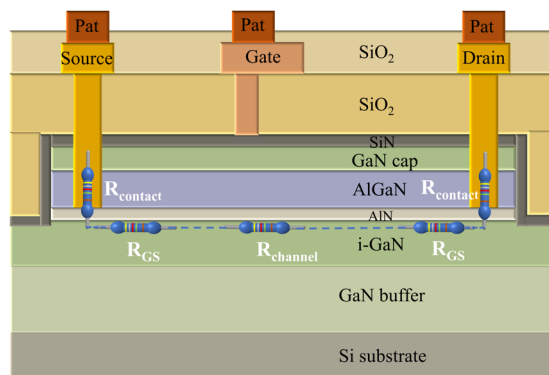 Pat
Pat
Pat
Source
Gate
Drain
SiO2
SiO2
SiN
GaN cap
Rcontact
AlGaN
Rcontact
AlN
RGS
Rchannel
i-GaN
RGS
GaN buffer
Si substrate